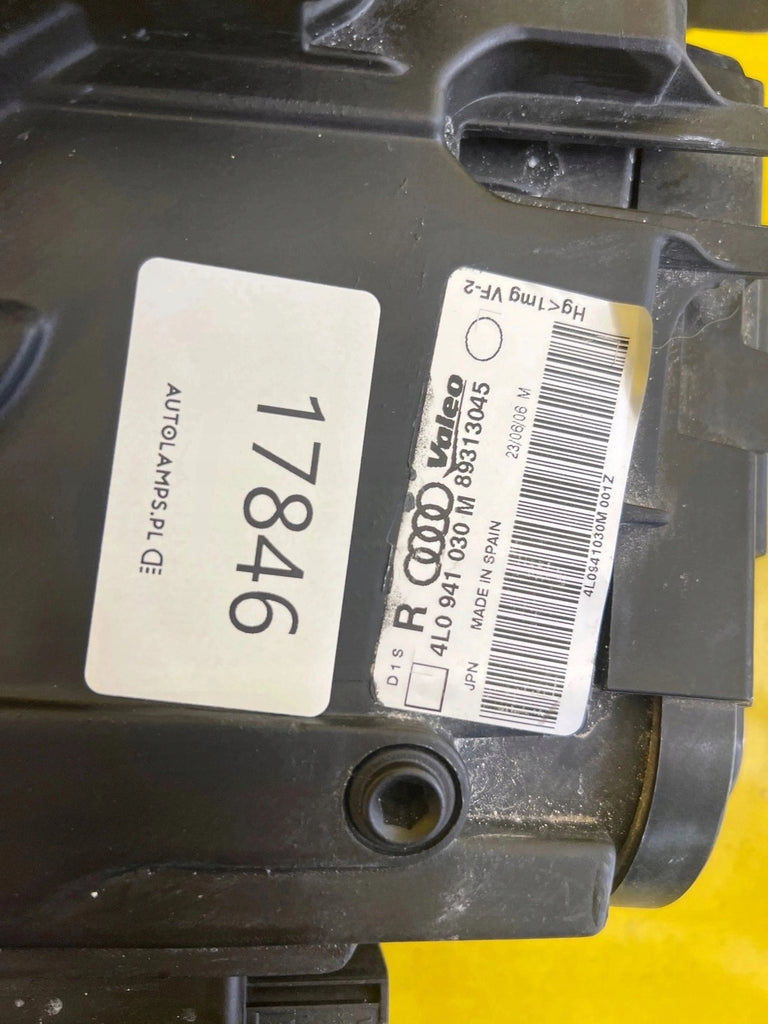 17846
AUTOLAMPS.PL
D1S
R Valeo
4L0 941 030 M 89313045
JPN MADE IN SPAIN 23/06/06 M
4L0941030M 001Z
Hg<1mg VF-2